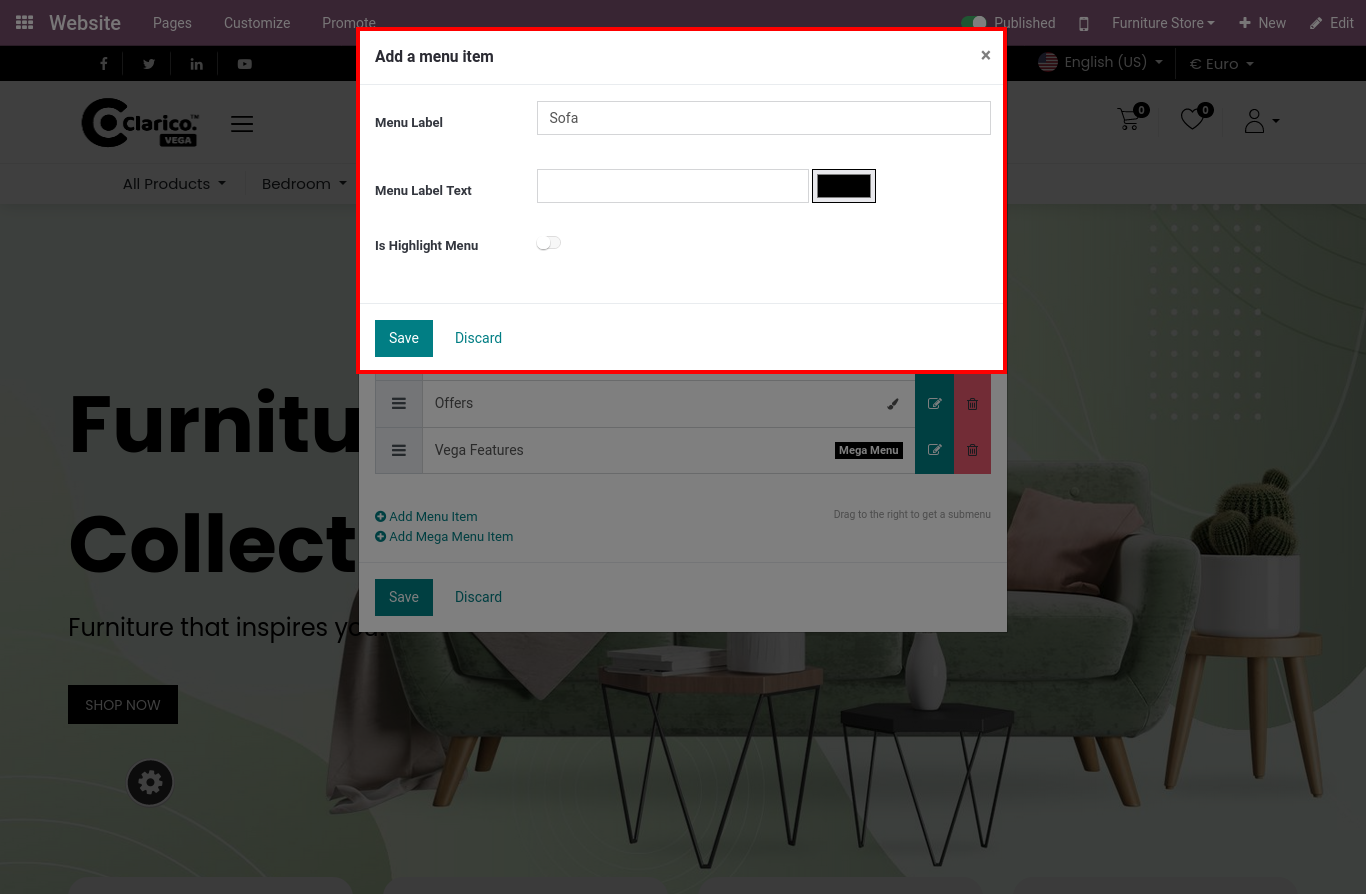 Website Pages Customize Promote Published Furniture Store New Edit
English (US) € Euro
Clarico.™
VEGA
0 0
All Products Bedroom
Add a menu item ×
Menu Label Sofa
Menu Label Text
Is Highlight Menu
Save Discard
Offers
Vega Features Mega Menu
Add Menu Item Drag to the right to get a submenu
Add Mega Menu Item
Save Discard
Furnitu
Collect
Furniture that inspires
SHOP NOW